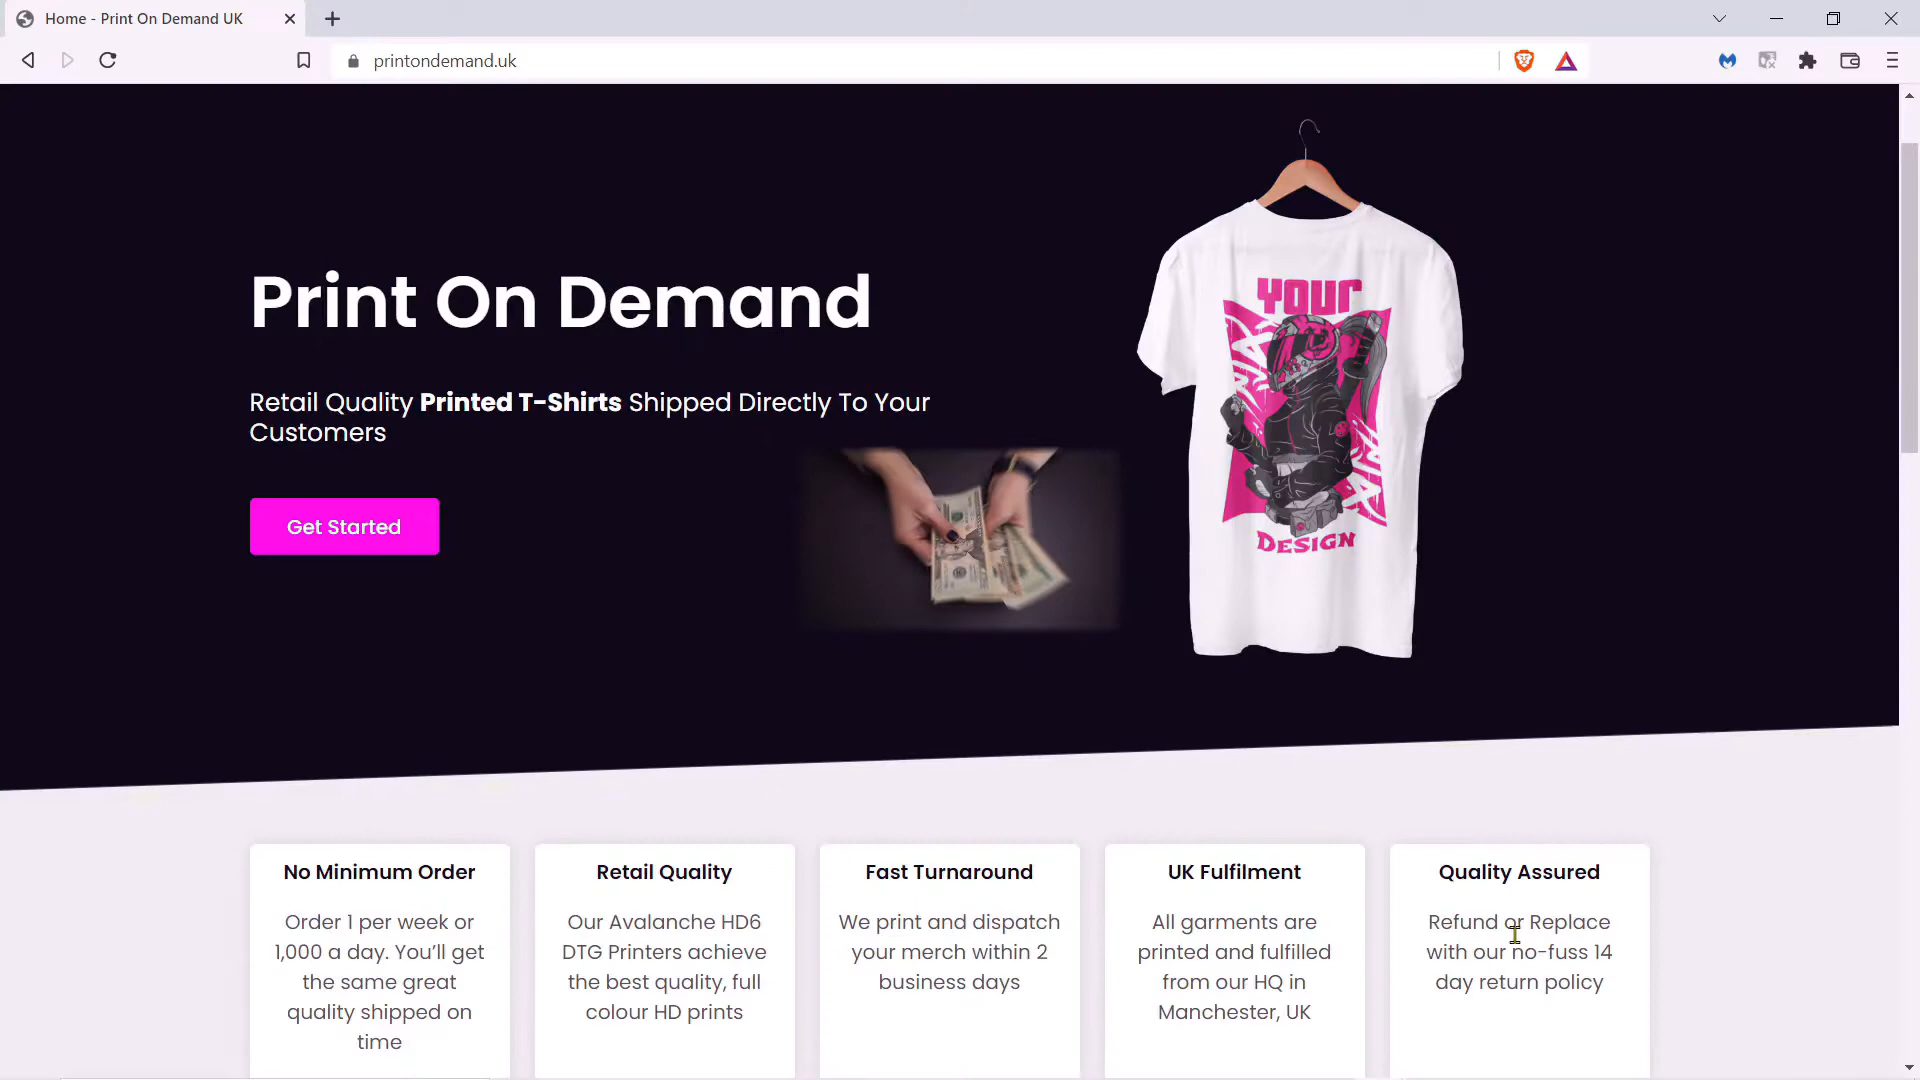 Home - Print On Demand UK
printondemand.uk
Print On Demand
Retail Quality Printed T-Shirts Shipped Directly To Your
Customers
Get Started
YOUR
DESIGN
No Minimum Order
Order 1 per week or
1,000 a day. You'll get
the same great
quality shipped on
time
Retail Quality
Our Avalanche HD6
DTG Printers achieve
the best quality, full
colour HD prints
Fast Turnaround
We print and dispatch
your merch within 2
business days
UK Fulfilment
All garments are
printed and fulfilled
from our HQ in
Manchester, UK
Quality Assured
Refund or Replace
with our no-fuss 14
day return policy